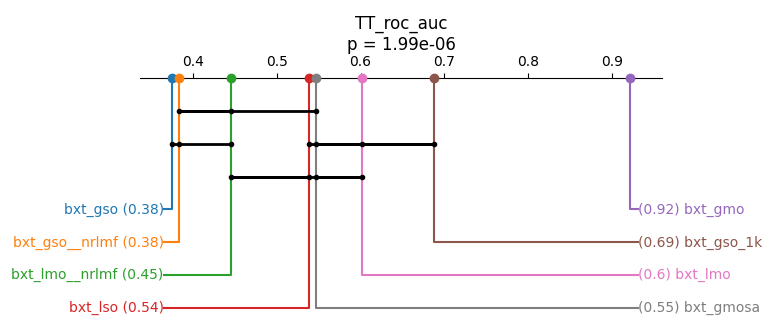 TT_roc_auc
p = 1.99e-06
0.4 0.5 0.6 0.7 0.8 0.9
bxt_gso (0.38) (0.92) bxt_gmo
bxt_gso__nrlmf (0.38) (0.69) bxt_gso_1k
bxt_lmo__nrlmf (0.45) (0.6) bxt_lmo
bxt_lso (0.54) (0.55) bxt_gmosa